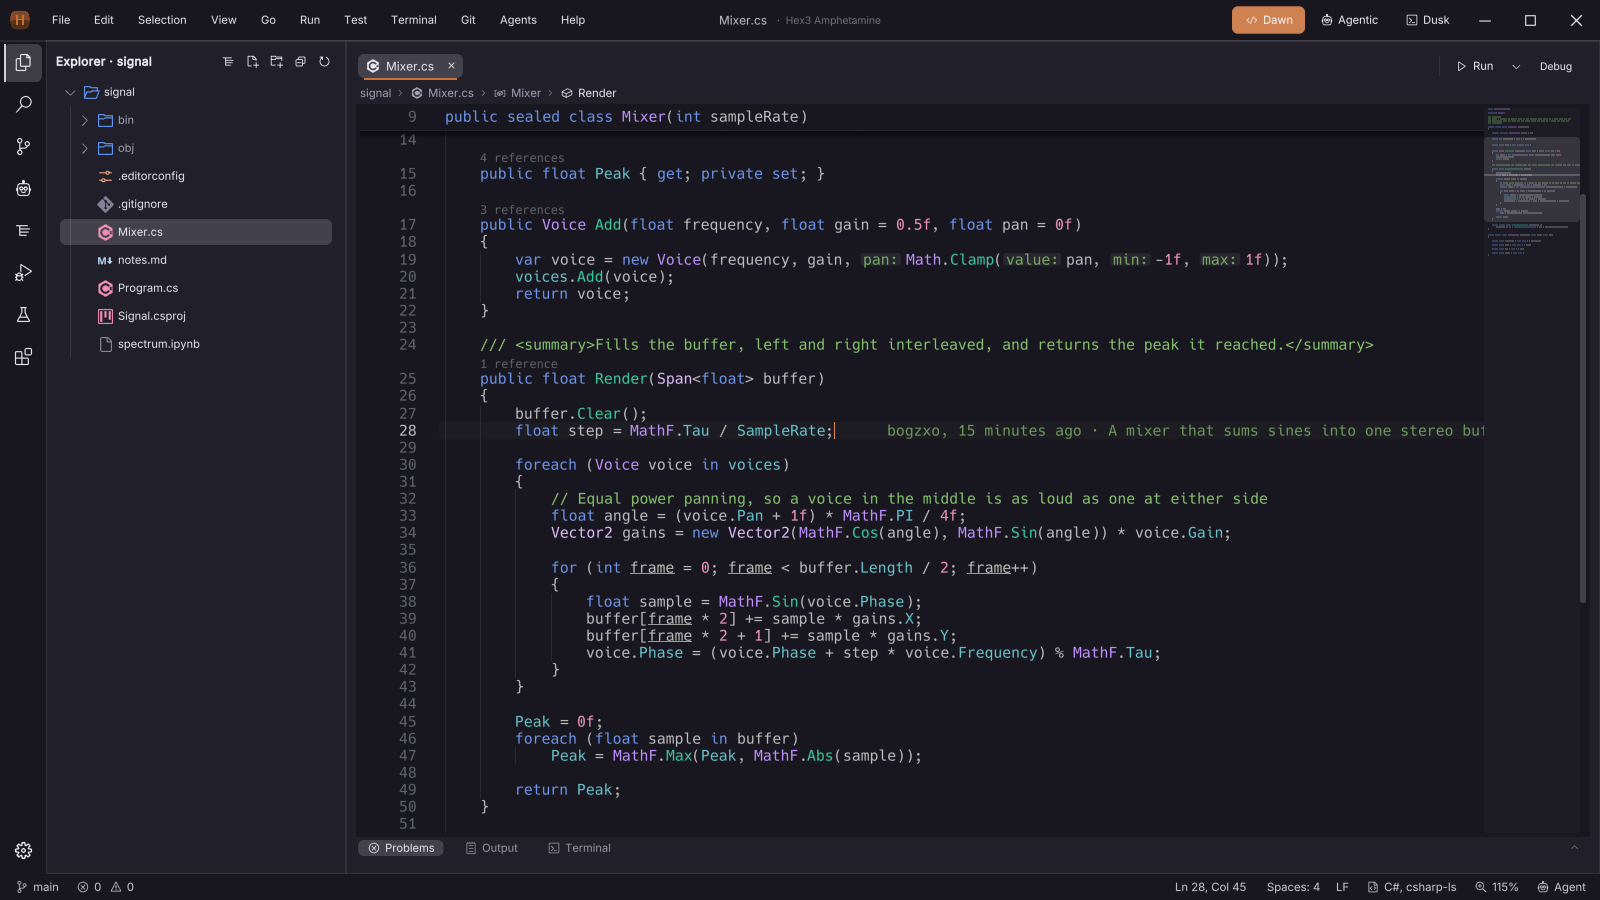 File Edit Selection View Go Run Test Terminal Git Agents Help Mixer.cs · Hex3 Amphetamine Dawn Agentic Dusk
Explorer · signal
Mixer.cs
Run Debug
signal
bin
obj
.editorconfig
.gitignore
Mixer.cs
notes.md
Program.cs
Signal.csproj
spectrum.ipynb
signal > Mixer.cs > Mixer > Render
9 public sealed class Mixer(int sampleRate)
14
4 references
15 public float Peak { get; private set; }
16
3 references
17 public Voice Add(float frequency, float gain = 0.5f, float pan = 0f)
18 {
19 var voice = new Voice(frequency, gain, pan: Math.Clamp(value: pan, min: -1f, max: 1f));
20 voices.Add(voice);
21 return voice;
22 }
23
24 /// <summary>Fills the buffer, left and right interleaved, and returns the peak it reached.</summary>
1 reference
25 public float Render(Span<float> buffer)
26 {
27 buffer.Clear();
28 float step = MathF.Tau / SampleRate; bogzxo, 15 minutes ago · A mixer that sums sines into one stereo buf
29
30 foreach (Voice voice in voices)
31 {
32 // Equal power panning, so a voice in the middle is as loud as one at either side
33 float angle = (voice.Pan + 1f) * MathF.PI / 4f;
34 Vector2 gains = new Vector2(MathF.Cos(angle), MathF.Sin(angle)) * voice.Gain;
35
36 for (int frame = 0; frame < buffer.Length / 2; frame++)
37 {
38 float sample = MathF.Sin(voice.Phase);
39 buffer[frame * 2] += sample * gains.X;
40 buffer[frame * 2 + 1] += sample * gains.Y;
41 voice.Phase = (voice.Phase + step * voice.Frequency) % MathF.Tau;
42 }
43 }
44
45 Peak = 0f;
46 foreach (float sample in buffer)
47 Peak = MathF.Max(Peak, MathF.Abs(sample));
48
49 return Peak;
50 }
51
Problems Output Terminal
main 0 0 Ln 28, Col 45 Spaces: 4 LF C#, csharp-ls 115% Agent